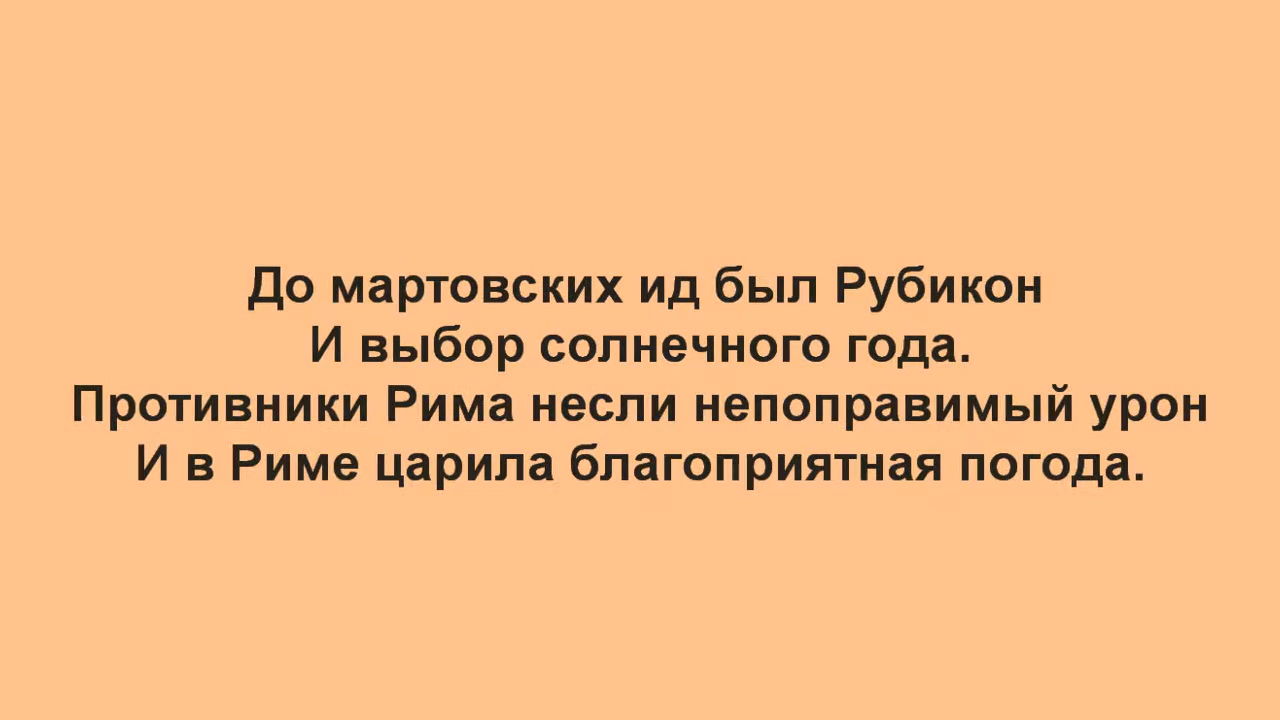 До мартовских ид был Рубикон
И выбор солнечного года.
Противники Рима несли непоправимый урон
И в Риме царила благоприятная погода.